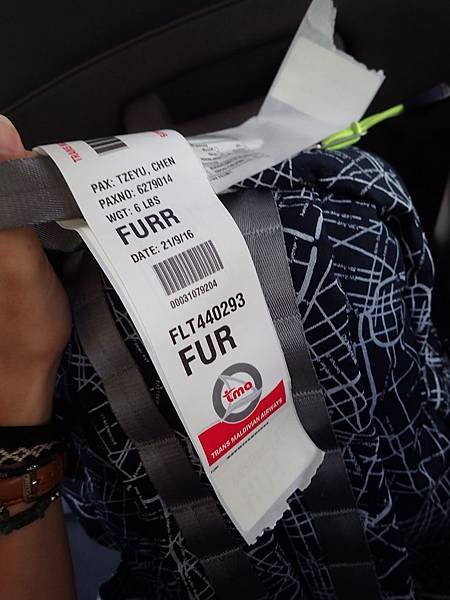 PAX: TZEYU, CHEN
PAXNO: 6279014
WGT: 6 LBS
FURR
DATE: 21/9/16
00031079204
FLT440293
FUR
tma
TRANS MALDIVIAN AIRWAYS